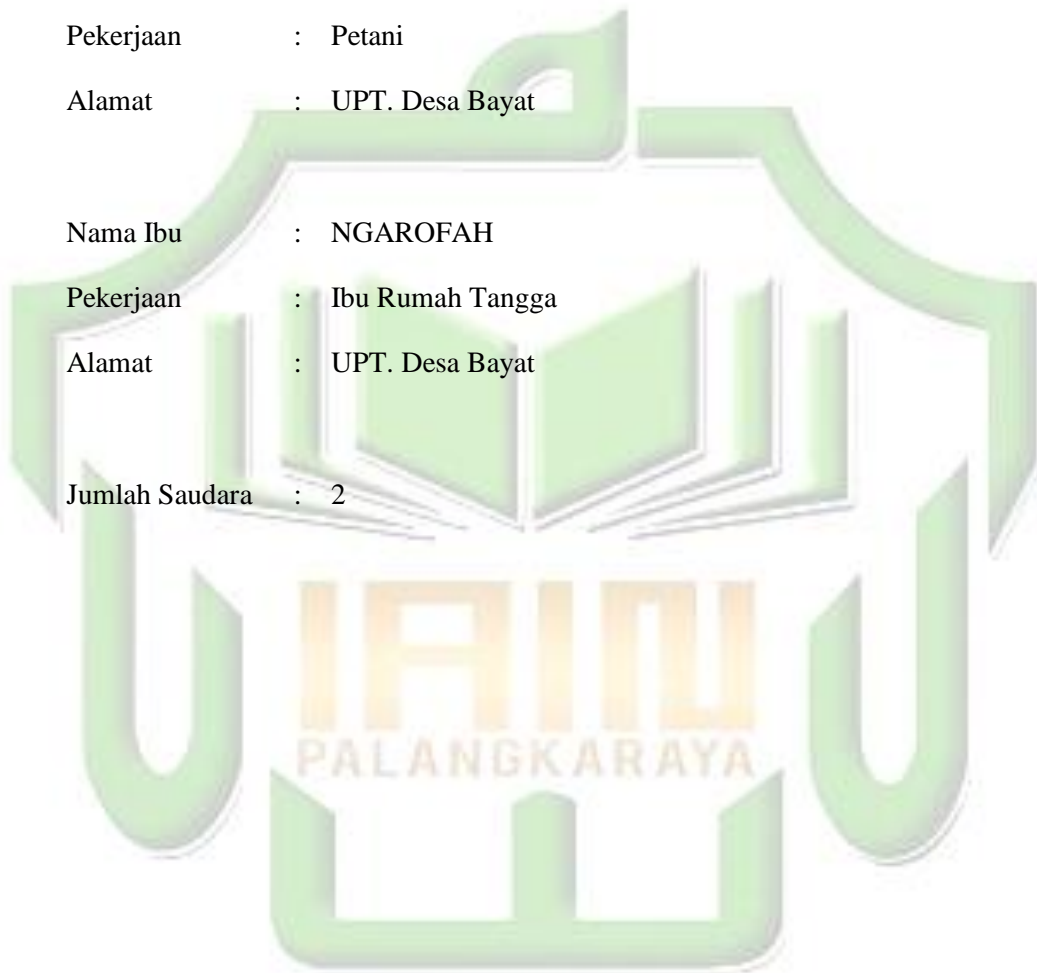 Pekerjaan : Petani
Alamat : UPT. Desa Bayat
Nama Ibu : NGAROFAH
Pekerjaan : Ibu Rumah Tangga
Alamat : UPT. Desa Bayat
Jumlah Saudara : 2
IAIN
PALANGKARAYA